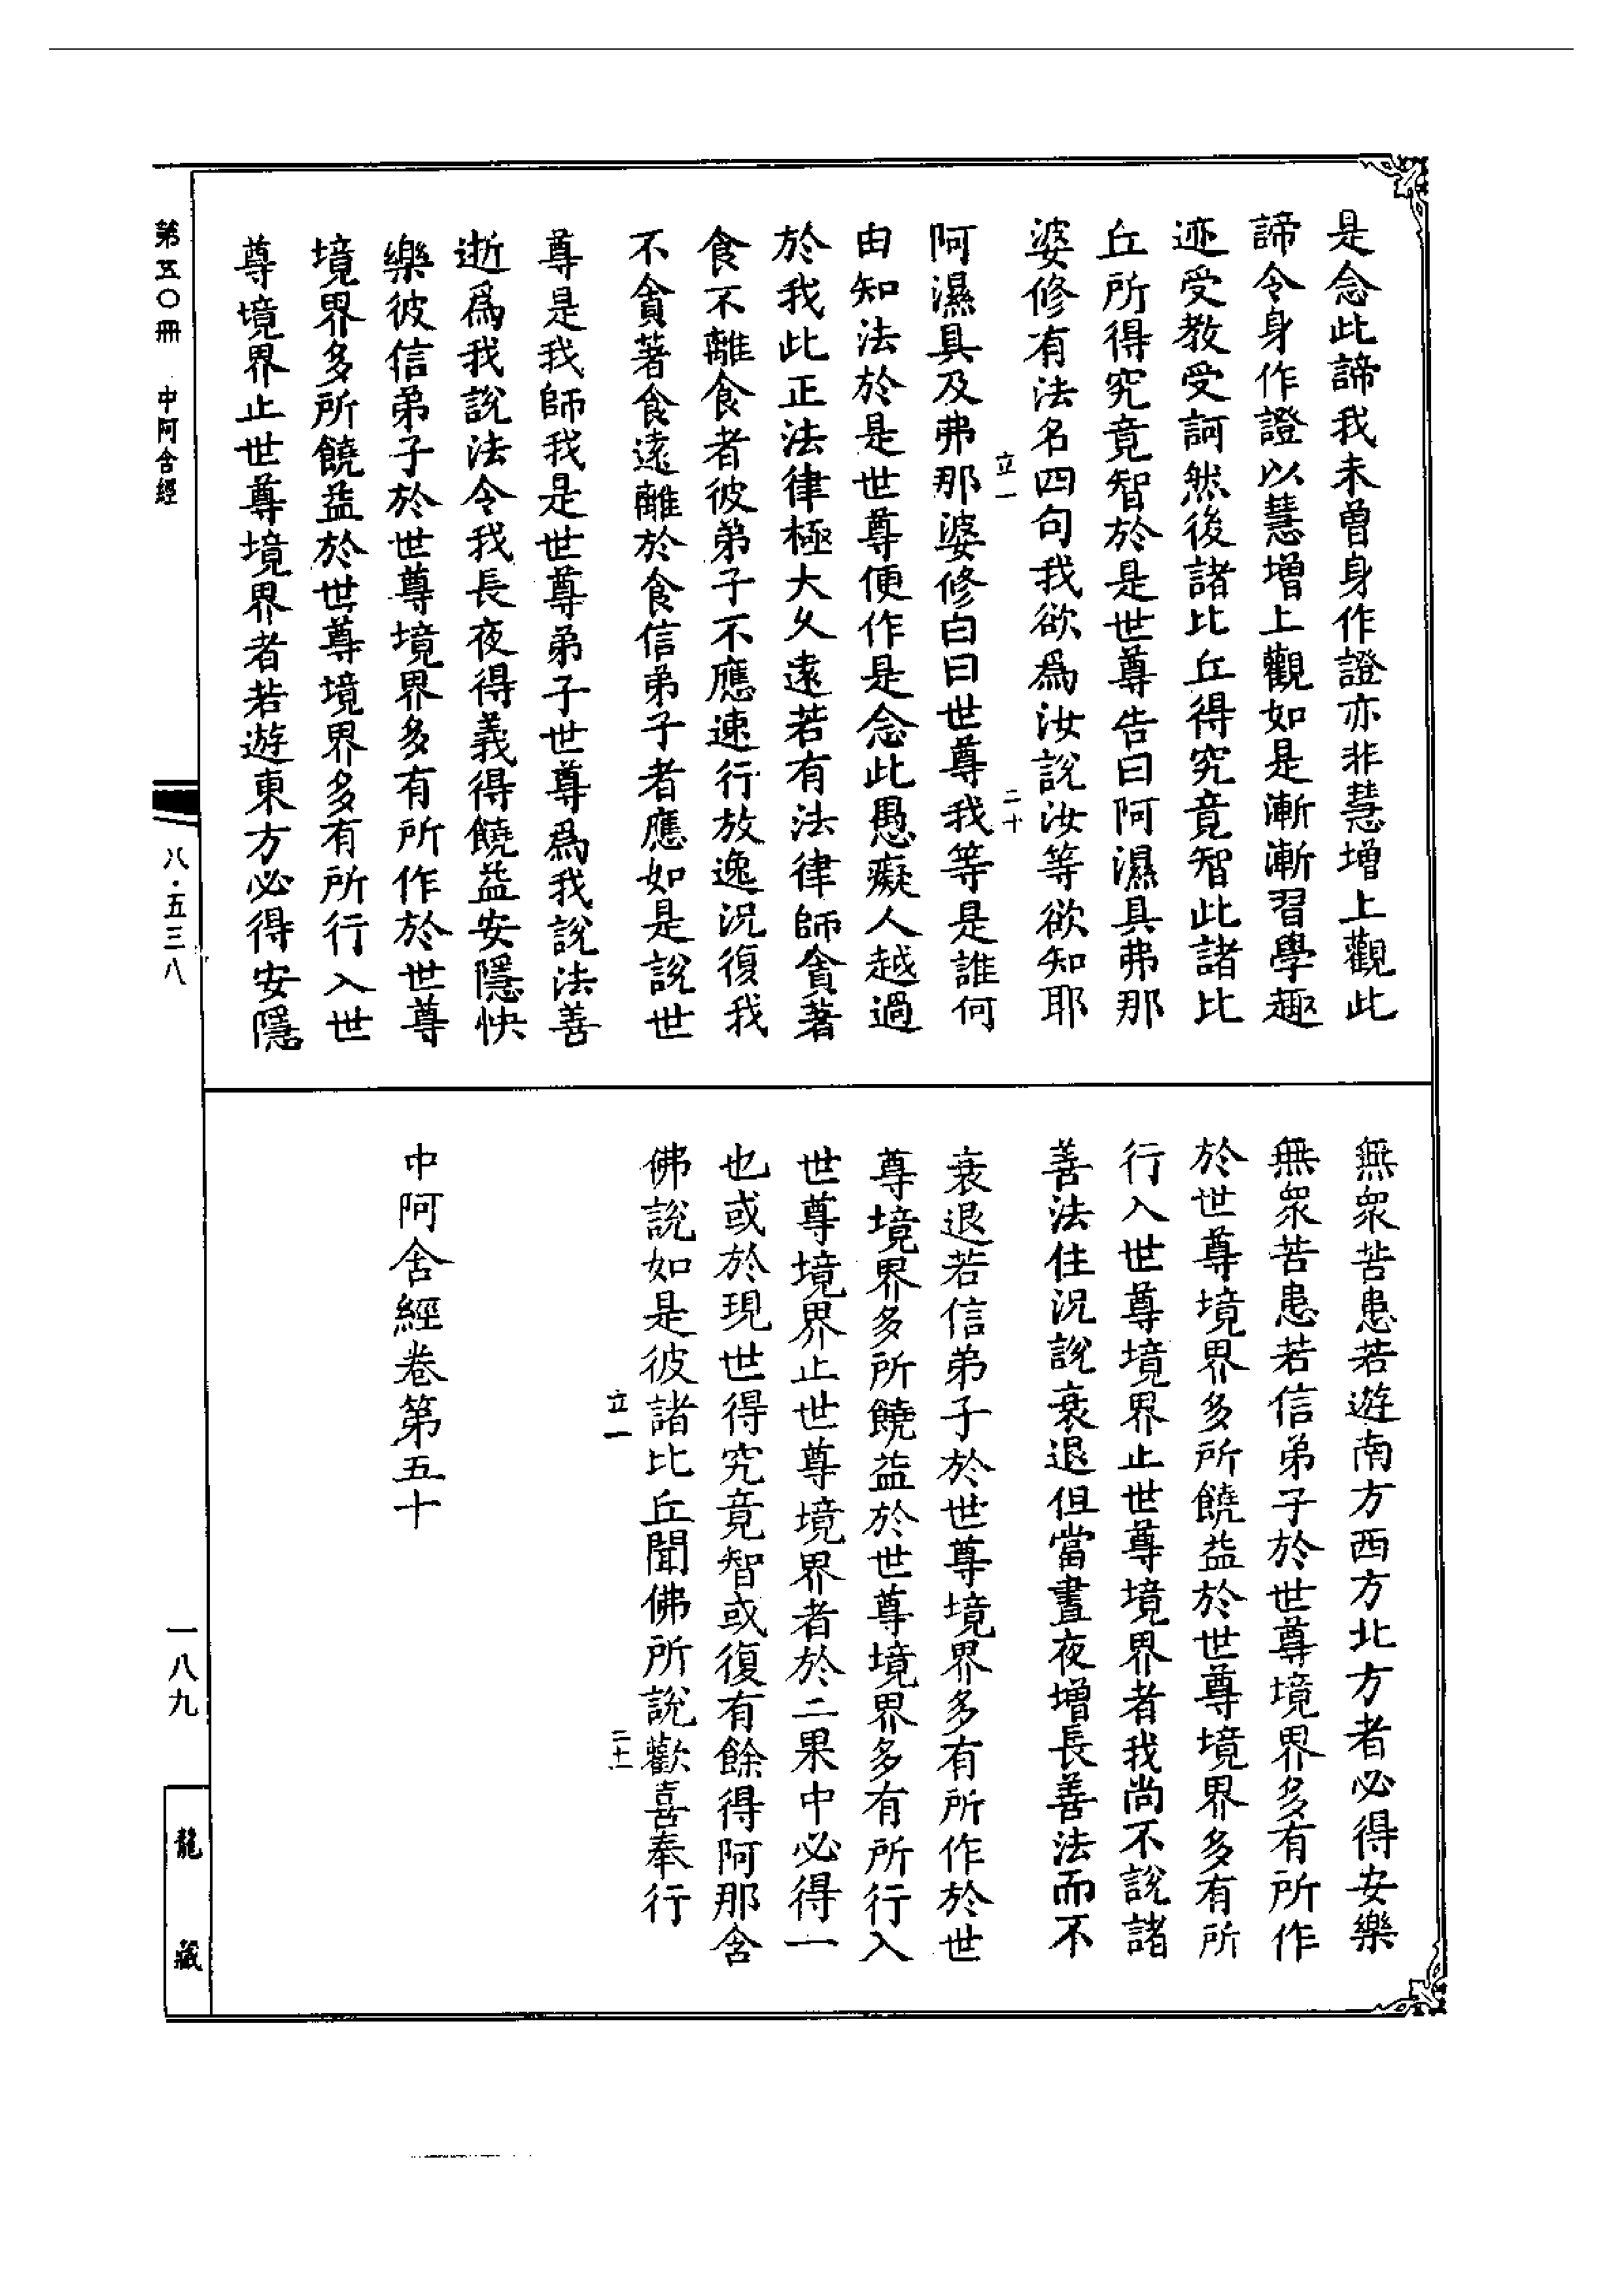 是念此諦我未曾身作證亦非慧增上觀此
諦令身作證以慧增上觀如是漸漸習學趣
迹受教受訶然後諸比丘得究竟智此諸比
丘所得究竟智於是世尊告曰阿濕具弗那
婆修有法名四句我欲為汝說汝等欲知耶
立一
二十
阿濕具及弗那婆修白曰世尊我等是誰何
由知法於是世尊便作是念此愚癡人越過
於我此正法律極大久遠若有法律師貪著
食不離食者彼弟子不應速行放逸況復我
不貪著食遠離於食信弟子者應如是說世
尊是我師我是世尊弟子世尊為我說法善
逝為我說法令我長夜得義得饒益安隱快
樂彼信弟子於世尊境界多有所作於世尊
境界多所饒益於世尊境界多有所行入世
尊境界止世尊境界者若遊東方必得安隱
無眾苦患若遊南方西方北方者必得安樂
無眾苦患若信弟子於世尊境界多有所作
於世尊境界多所饒益於世尊境界多有所
行入世尊境界止世尊境界者我尚不說諸
善法住況說衰退但當晝夜增長善法而不
衰退若信弟子於世尊境界多有所作於世
尊境界多所饒益於世尊境界多有所行入
世尊境界止世尊境界者於二果中必得一
也或於現世得究竟智或復有餘得阿那含
佛說如是彼諸比丘聞佛所說歡喜奉行
立一
二十一
中阿含經卷第五十
第五〇冊 中阿含經
八·五三八
一八九
龍藏